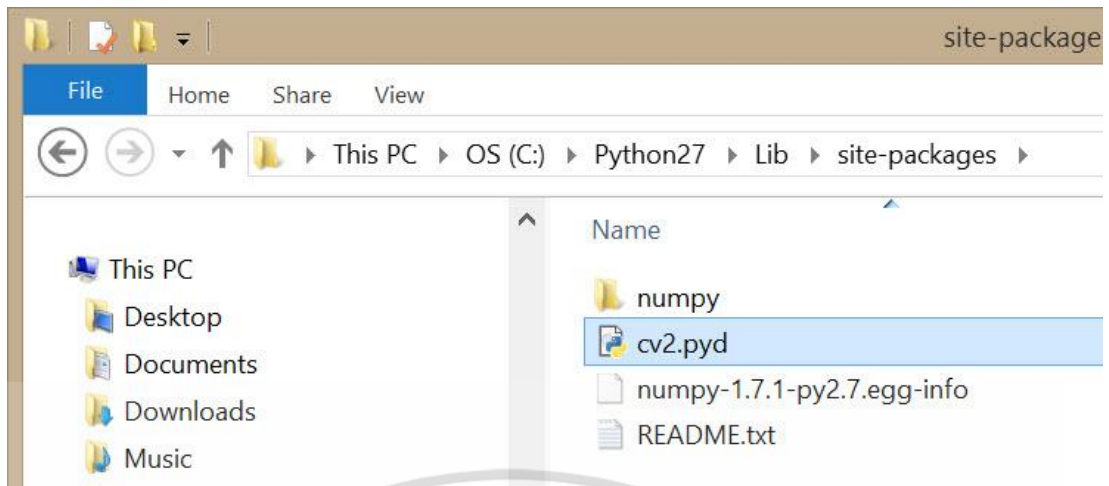 site-package
File Home Share View
This PC OS (C:) Python27 Lib site-packages
Name
This PC
Desktop
Documents
Downloads
Music
numpy
cv2.pyd
numpy-1.7.1-py2.7.egg-info
README.txt